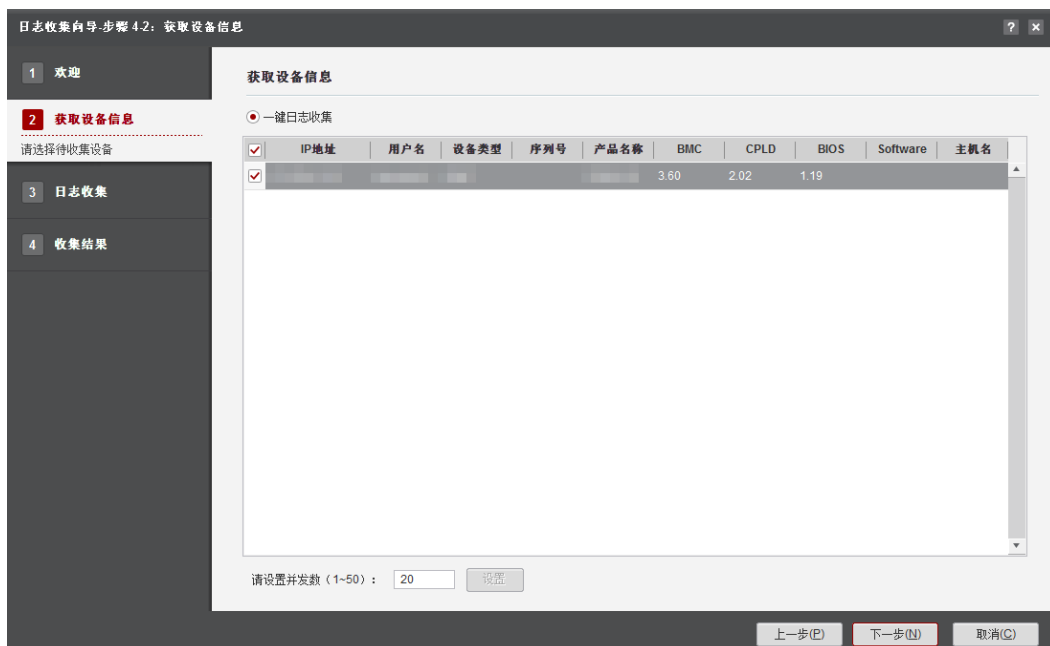 日志收集向导-步骤 4-2：获取设备信息
? ×
1 欢迎
2 获取设备信息
请选择待收集设备
3 日志收集
4 收集结果
获取设备信息
一键日志收集
IP地址 用户名 设备类型 序列号 产品名称 BMC CPLD BIOS Software 主机名
3.60 2.02 1.19
请设置并发数（1~50）： 20 设置
上一步(P) 下一步(N) 取消(C)